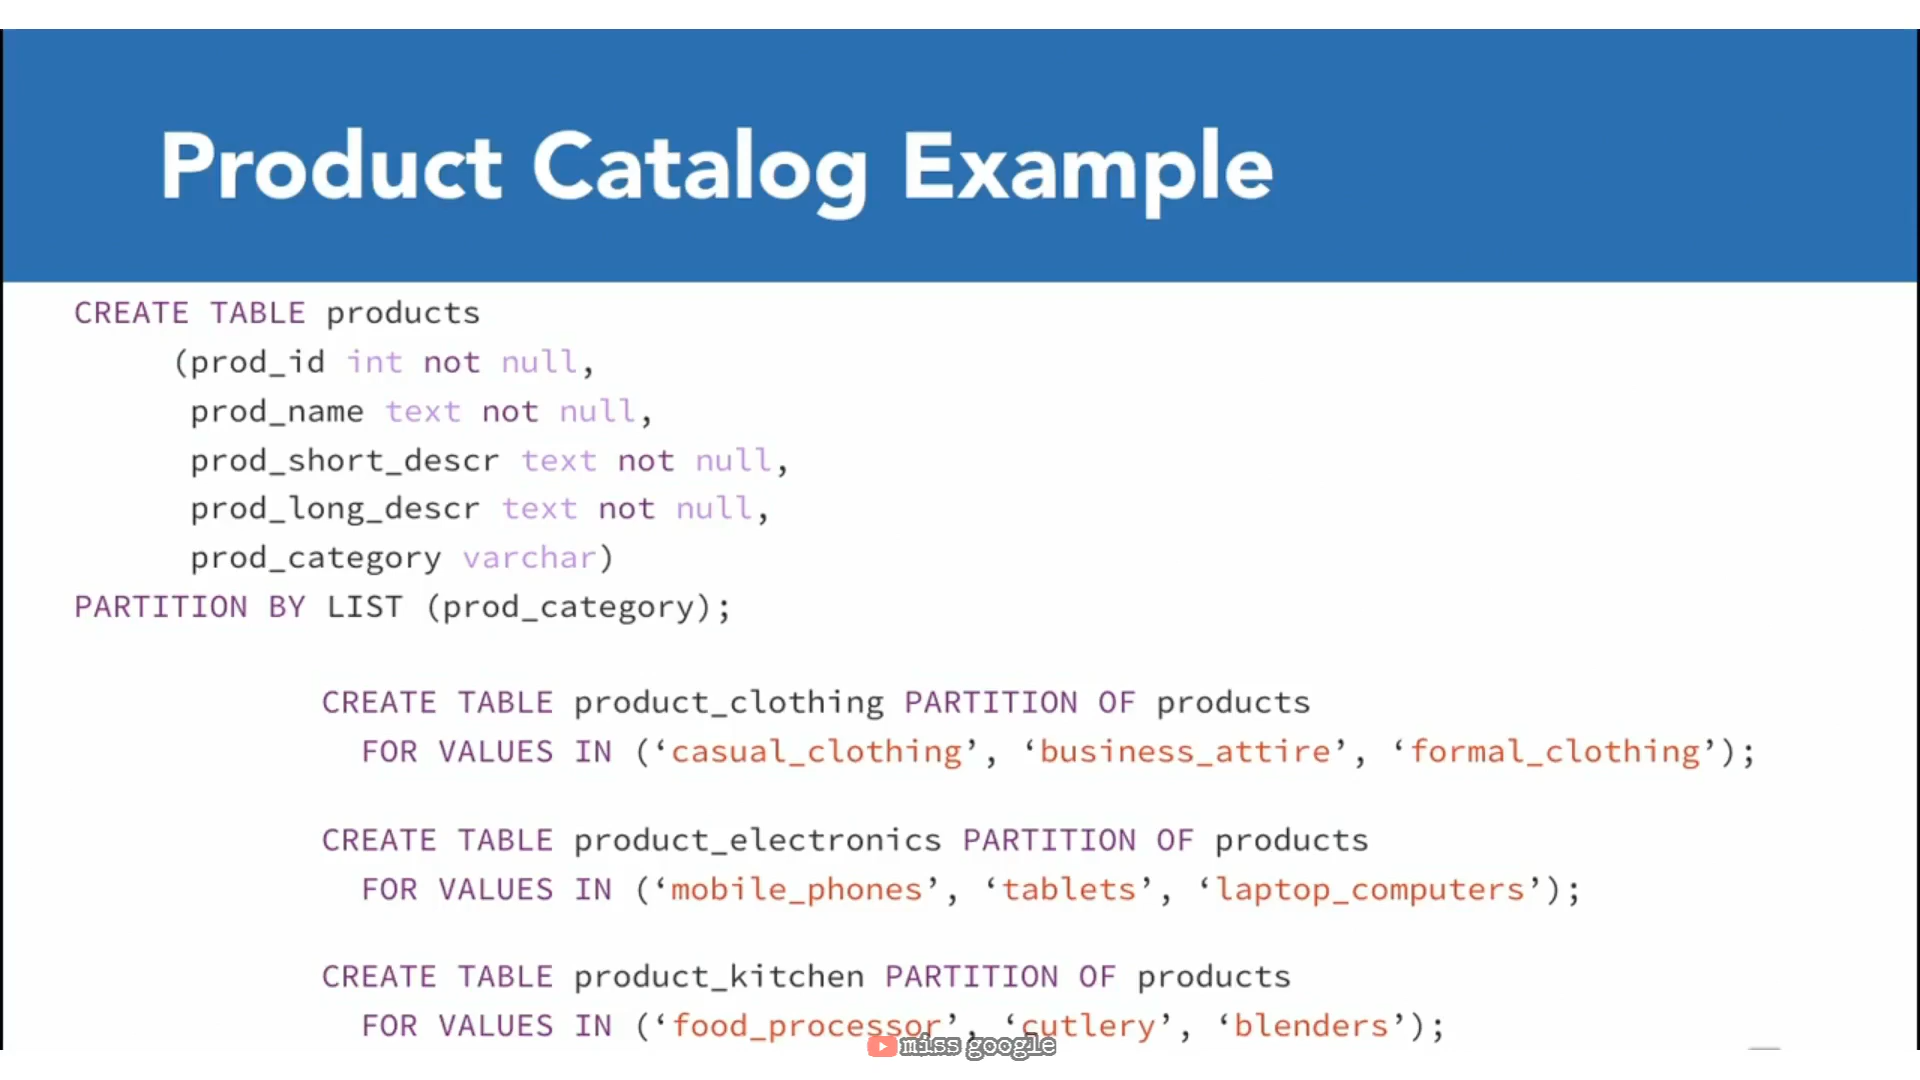 Product Catalog Example
CREATE TABLE products
(prod_id int not null,
prod_name text not null,
prod_short_descr text not null,
prod_long_descr text not null,
prod_category varchar)
PARTITION BY LIST (prod_category);
CREATE TABLE product_clothing PARTITION OF products
FOR VALUES IN (‘casual_clothing’, ‘business_attire’, ‘formal_clothing’);
CREATE TABLE product_electronics PARTITION OF products
FOR VALUES IN (‘mobile_phones’, ‘tablets’, ‘laptop_computers’);
CREATE TABLE product_kitchen PARTITION OF products
FOR VALUES IN (‘food_processor’, ‘cutlery’, ‘blenders’);
miss google